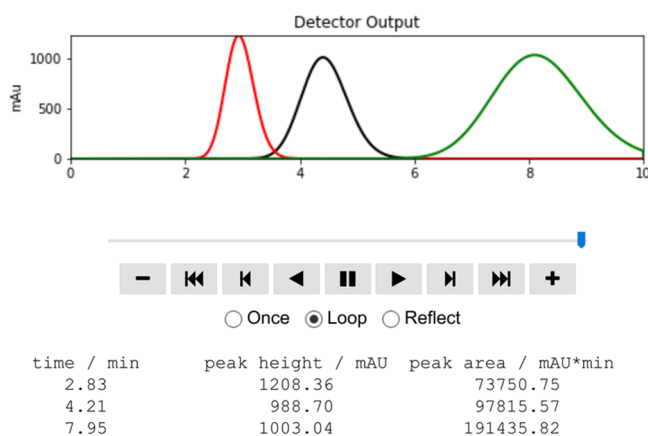 Detector Output
mAu
1000
500
0
0 2 4 6 8 10
Once Loop Reflect
time / min peak height / mAU peak area / mAU*min
2.83 1208.36 73750.75
4.21 988.70 97815.57
7.95 1003.04 191435.82